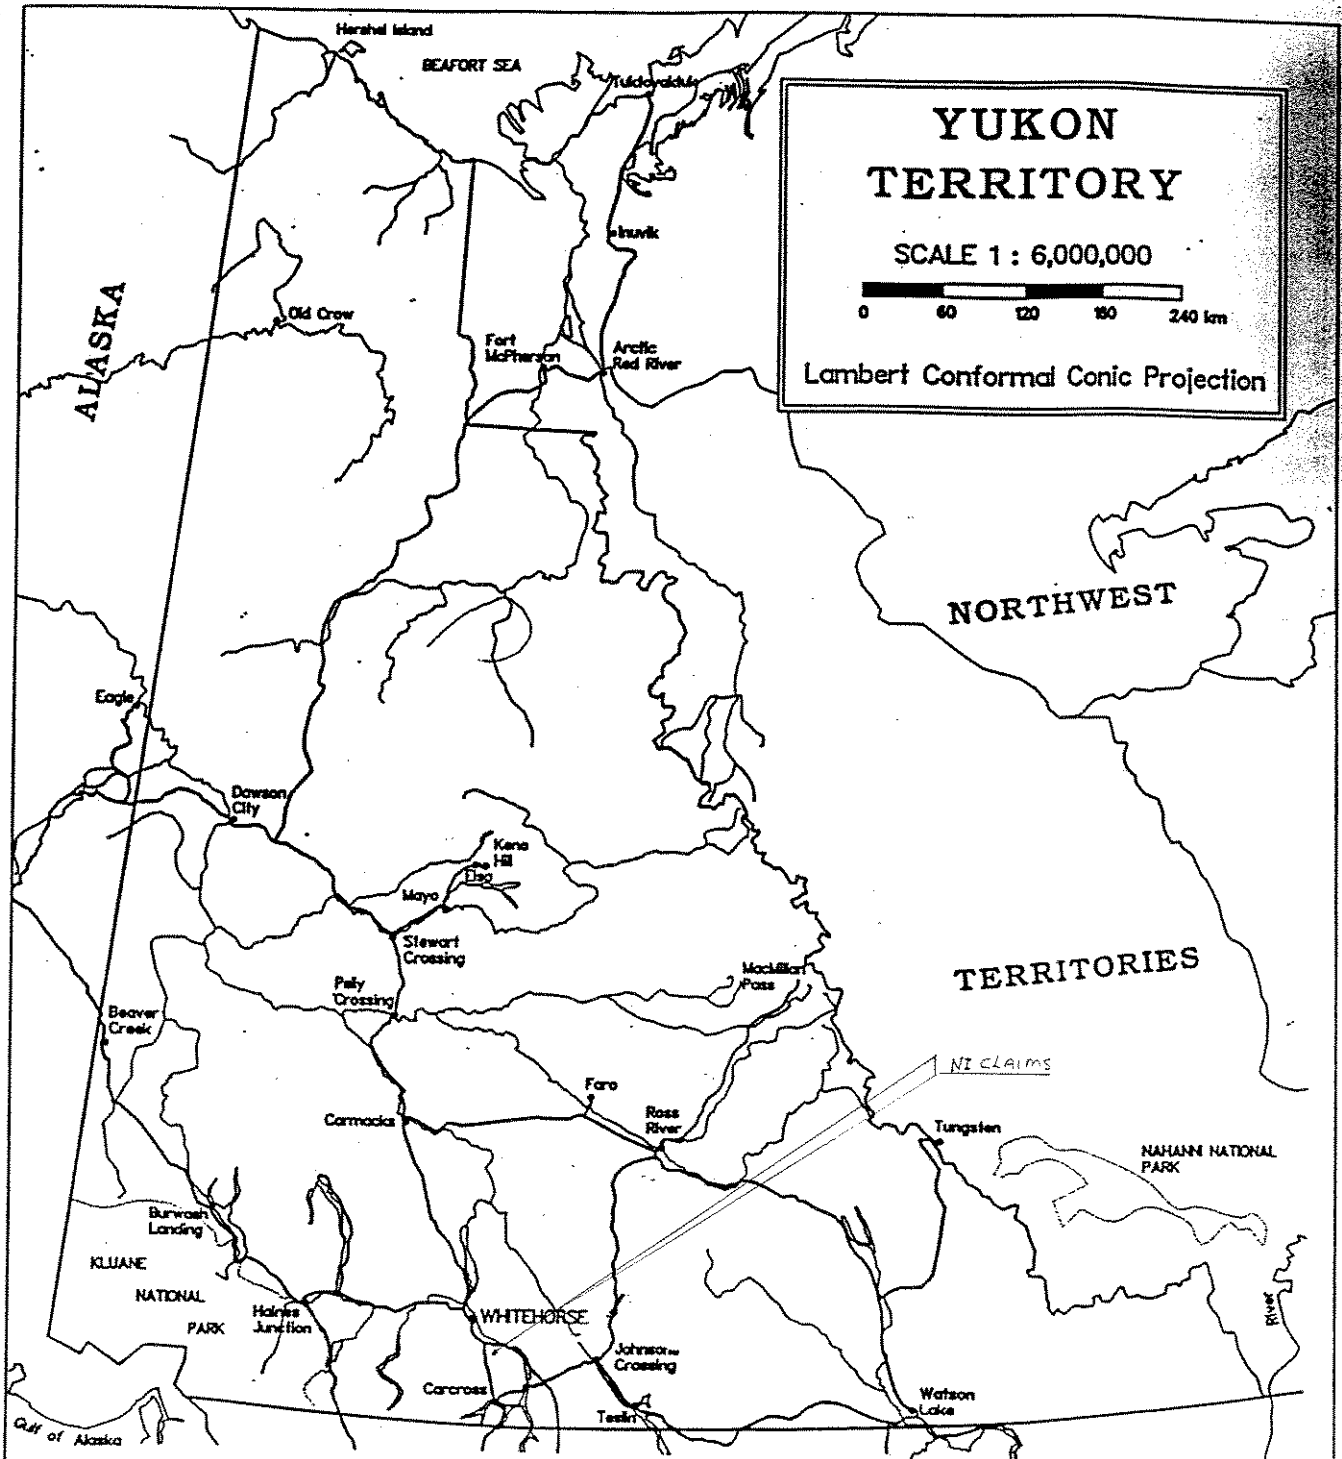 Hershel Island
BEAFORT SEA
YUKON
TERRITORY
SCALE 1 : 6,000,000
0 60 120 180 240 km
Lambert Conformal Conic Projection
Inuvik
ALASKA
Old Crow
Fort
McPherson
Arctic
Red River
NORTHWEST
Eagle
Dawson
City
Keno
Hill
Elsa
Mayo
Stewart
Crossing
TERRITORIES
MacMillan
Pass
Pelly
Crossing
Beaver
Creek
NI CLAIMS
Faro
Ross
River
Carmacks
Tungsten
NAHANNI NATIONAL
PARK
Burwash
Landing
KLUANE
NATIONAL
PARK
Haines
Junction
WHITEHORSE
River
Johnson
Crossing
Carcross
Teslin
Watson
Lake
Gulf of Alaska